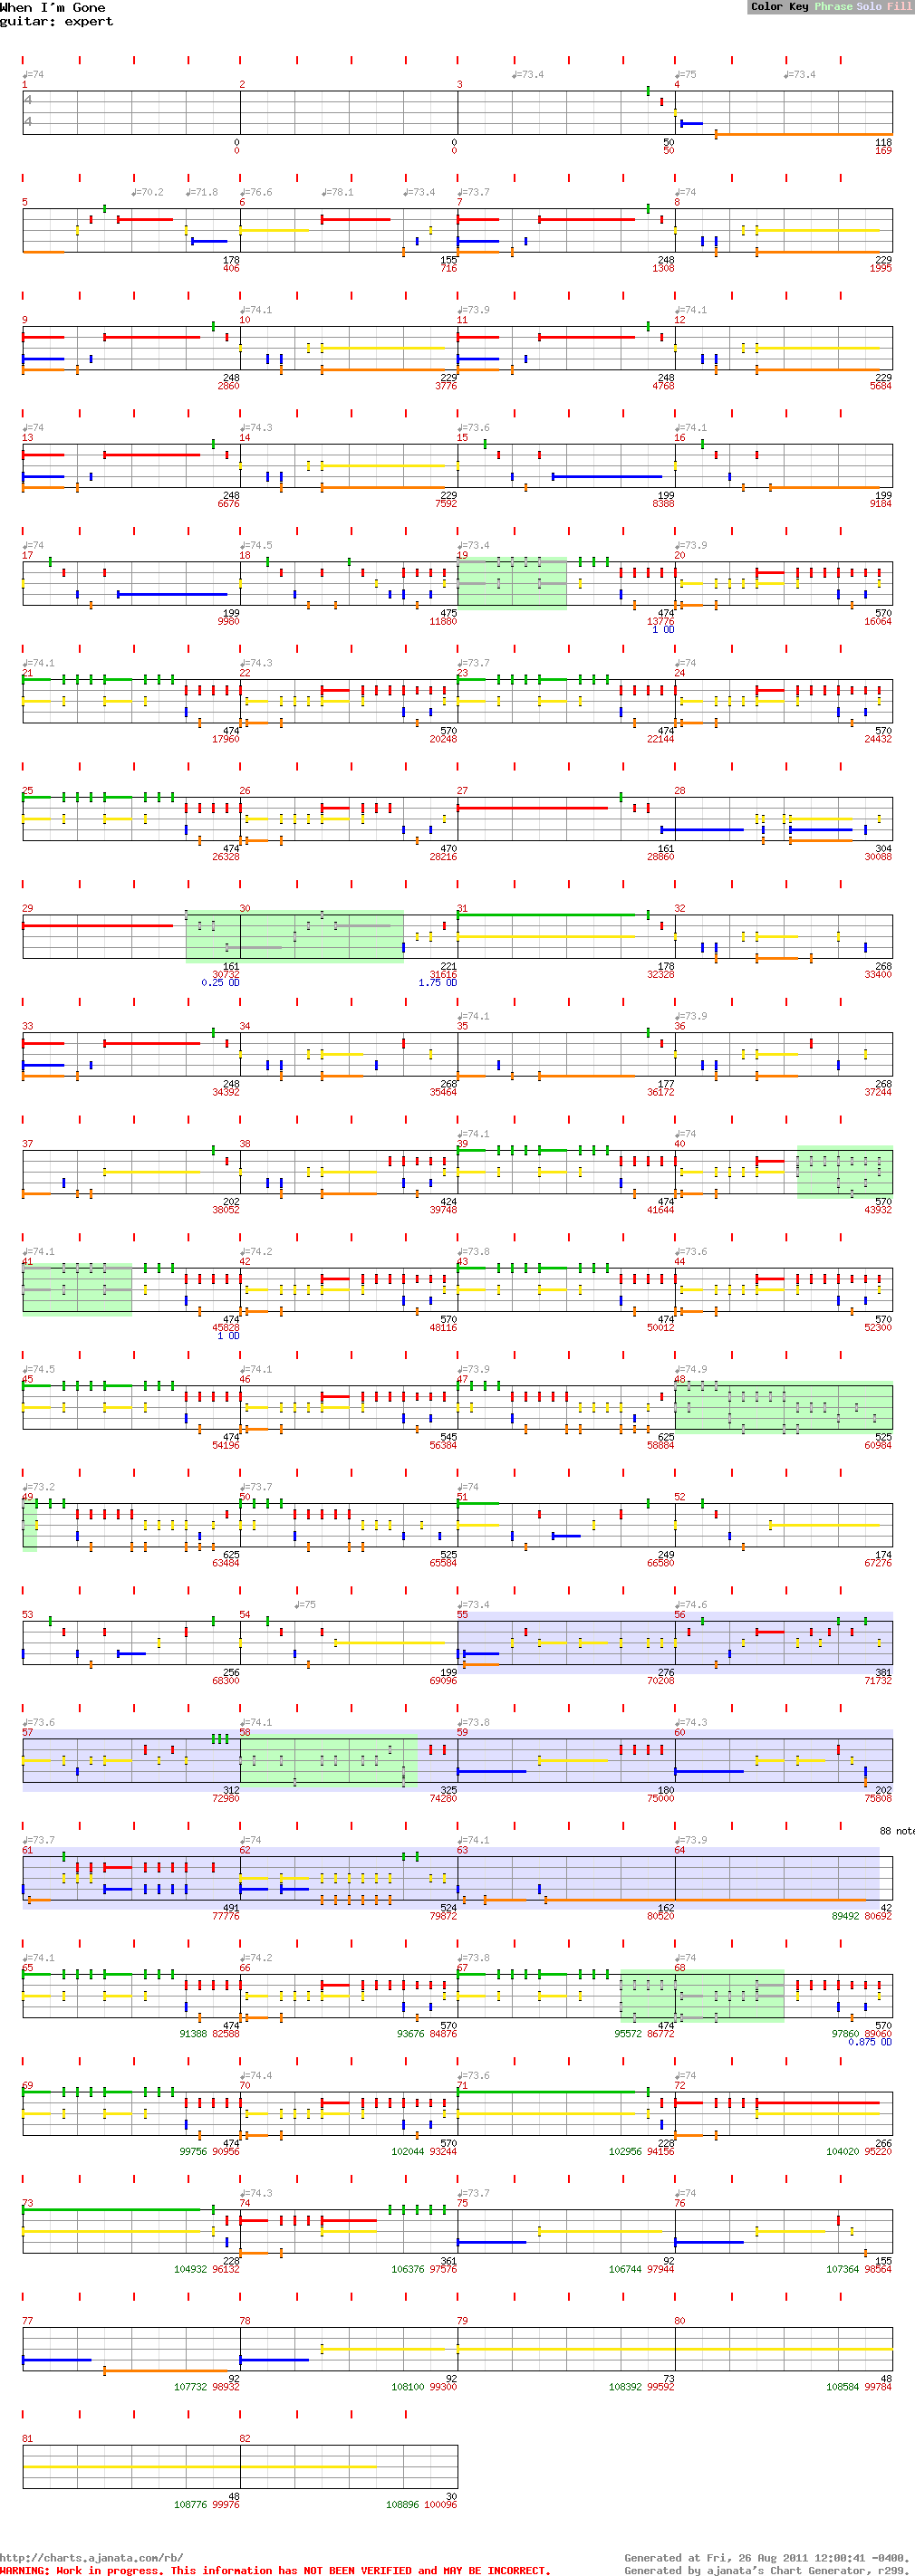 When I'm Gone
Color Key Phrase Solo Fill
guitar: expert
♩=74 ♩=73.4 ♩=75 ♩=73.4
1 2 3 4
4
4
0 0 50 118
0 0 50 169
♩=70.2 ♩=71.8 ♩=76.6 ♩=78.1 ♩=73.4 ♩=73.7 ♩=74
5 6 7 8
178 155 248 229
406 716 1308 1995
♩=74.1 ♩=73.9 ♩=74.1
9 10 11 12
248 229 248 229
2860 3776 4768 5684
♩=74 ♩=74.3 ♩=73.6 ♩=74.1
13 14 15 16
248 229 199 199
6676 7592 8388 9184
♩=74 ♩=74.5 ♩=73.4 ♩=73.9
17 18 19 20
199 475 474 570
9980 11880 13776 16064
1 OD
♩=74.1 ♩=74.3 ♩=73.7 ♩=74
21 22 23 24
474 570 474 570
17960 20248 22144 24432
25 26 27 28
474 470 161 304
26328 28216 28860 30088
29 30 31 32
161 221 178 268
30732 31616 32328 33400
0.25 OD 1.75 OD
♩=74.1 ♩=73.9
33 34 35 36
248 268 177 268
34392 35464 36172 37244
♩=74.1 ♩=74
37 38 39 40
202 424 474 570
38052 39748 41644 43932
♩=74.1 ♩=74.2 ♩=73.8 ♩=73.6
41 42 43 44
474 570 474 570
45828 48116 50012 52300
1 OD
♩=74.5 ♩=74.1 ♩=73.9 ♩=74.9
45 46 47 48
474 545 625 525
54196 56384 58884 60984
♩=73.2 ♩=73.7 ♩=74
49 50 51 52
625 525 249 174
63484 65584 66580 67276
♩=75 ♩=73.4 ♩=74.6
53 54 55 56
256 199 276 381
68300 69096 70208 71732
♩=73.6 ♩=74.1 ♩=73.8 ♩=74.3
57 58 59 60
312 325 180 202
72980 74280 75000 75808
88 note
♩=73.7 ♩=74 ♩=74.1 ♩=73.9
61 62 63 64
491 524 162 42
77776 79872 80520 89492 80692
♩=74.1 ♩=74.2 ♩=73.8 ♩=74
65 66 67 68
474 570 474 570
91388 82588 93676 84876 95572 86772 97860 89060
0.875 OD
♩=74.4 ♩=73.6 ♩=74
69 70 71 72
474 570 228 266
99756 90956 102044 93244 102956 94156 104020 95220
♩=74.3 ♩=73.7 ♩=74
73 74 75 76
228 361 92 155
104932 96132 106376 97576 106744 97944 107364 98564
77 78 79 80
92 92 73 48
107732 98932 108100 99300 108392 99592 108584 99784
81 82
48 30
108776 99976 108896 100096
http://charts.ajanata.com/rb/
Generated at Fri, 26 Aug 2011 12:00:41 -0400.
WARNING: Work in progress. This information has NOT BEEN VERIFIED and MAY BE INCORRECT.
Generated by ajanata's Chart Generator, r299.